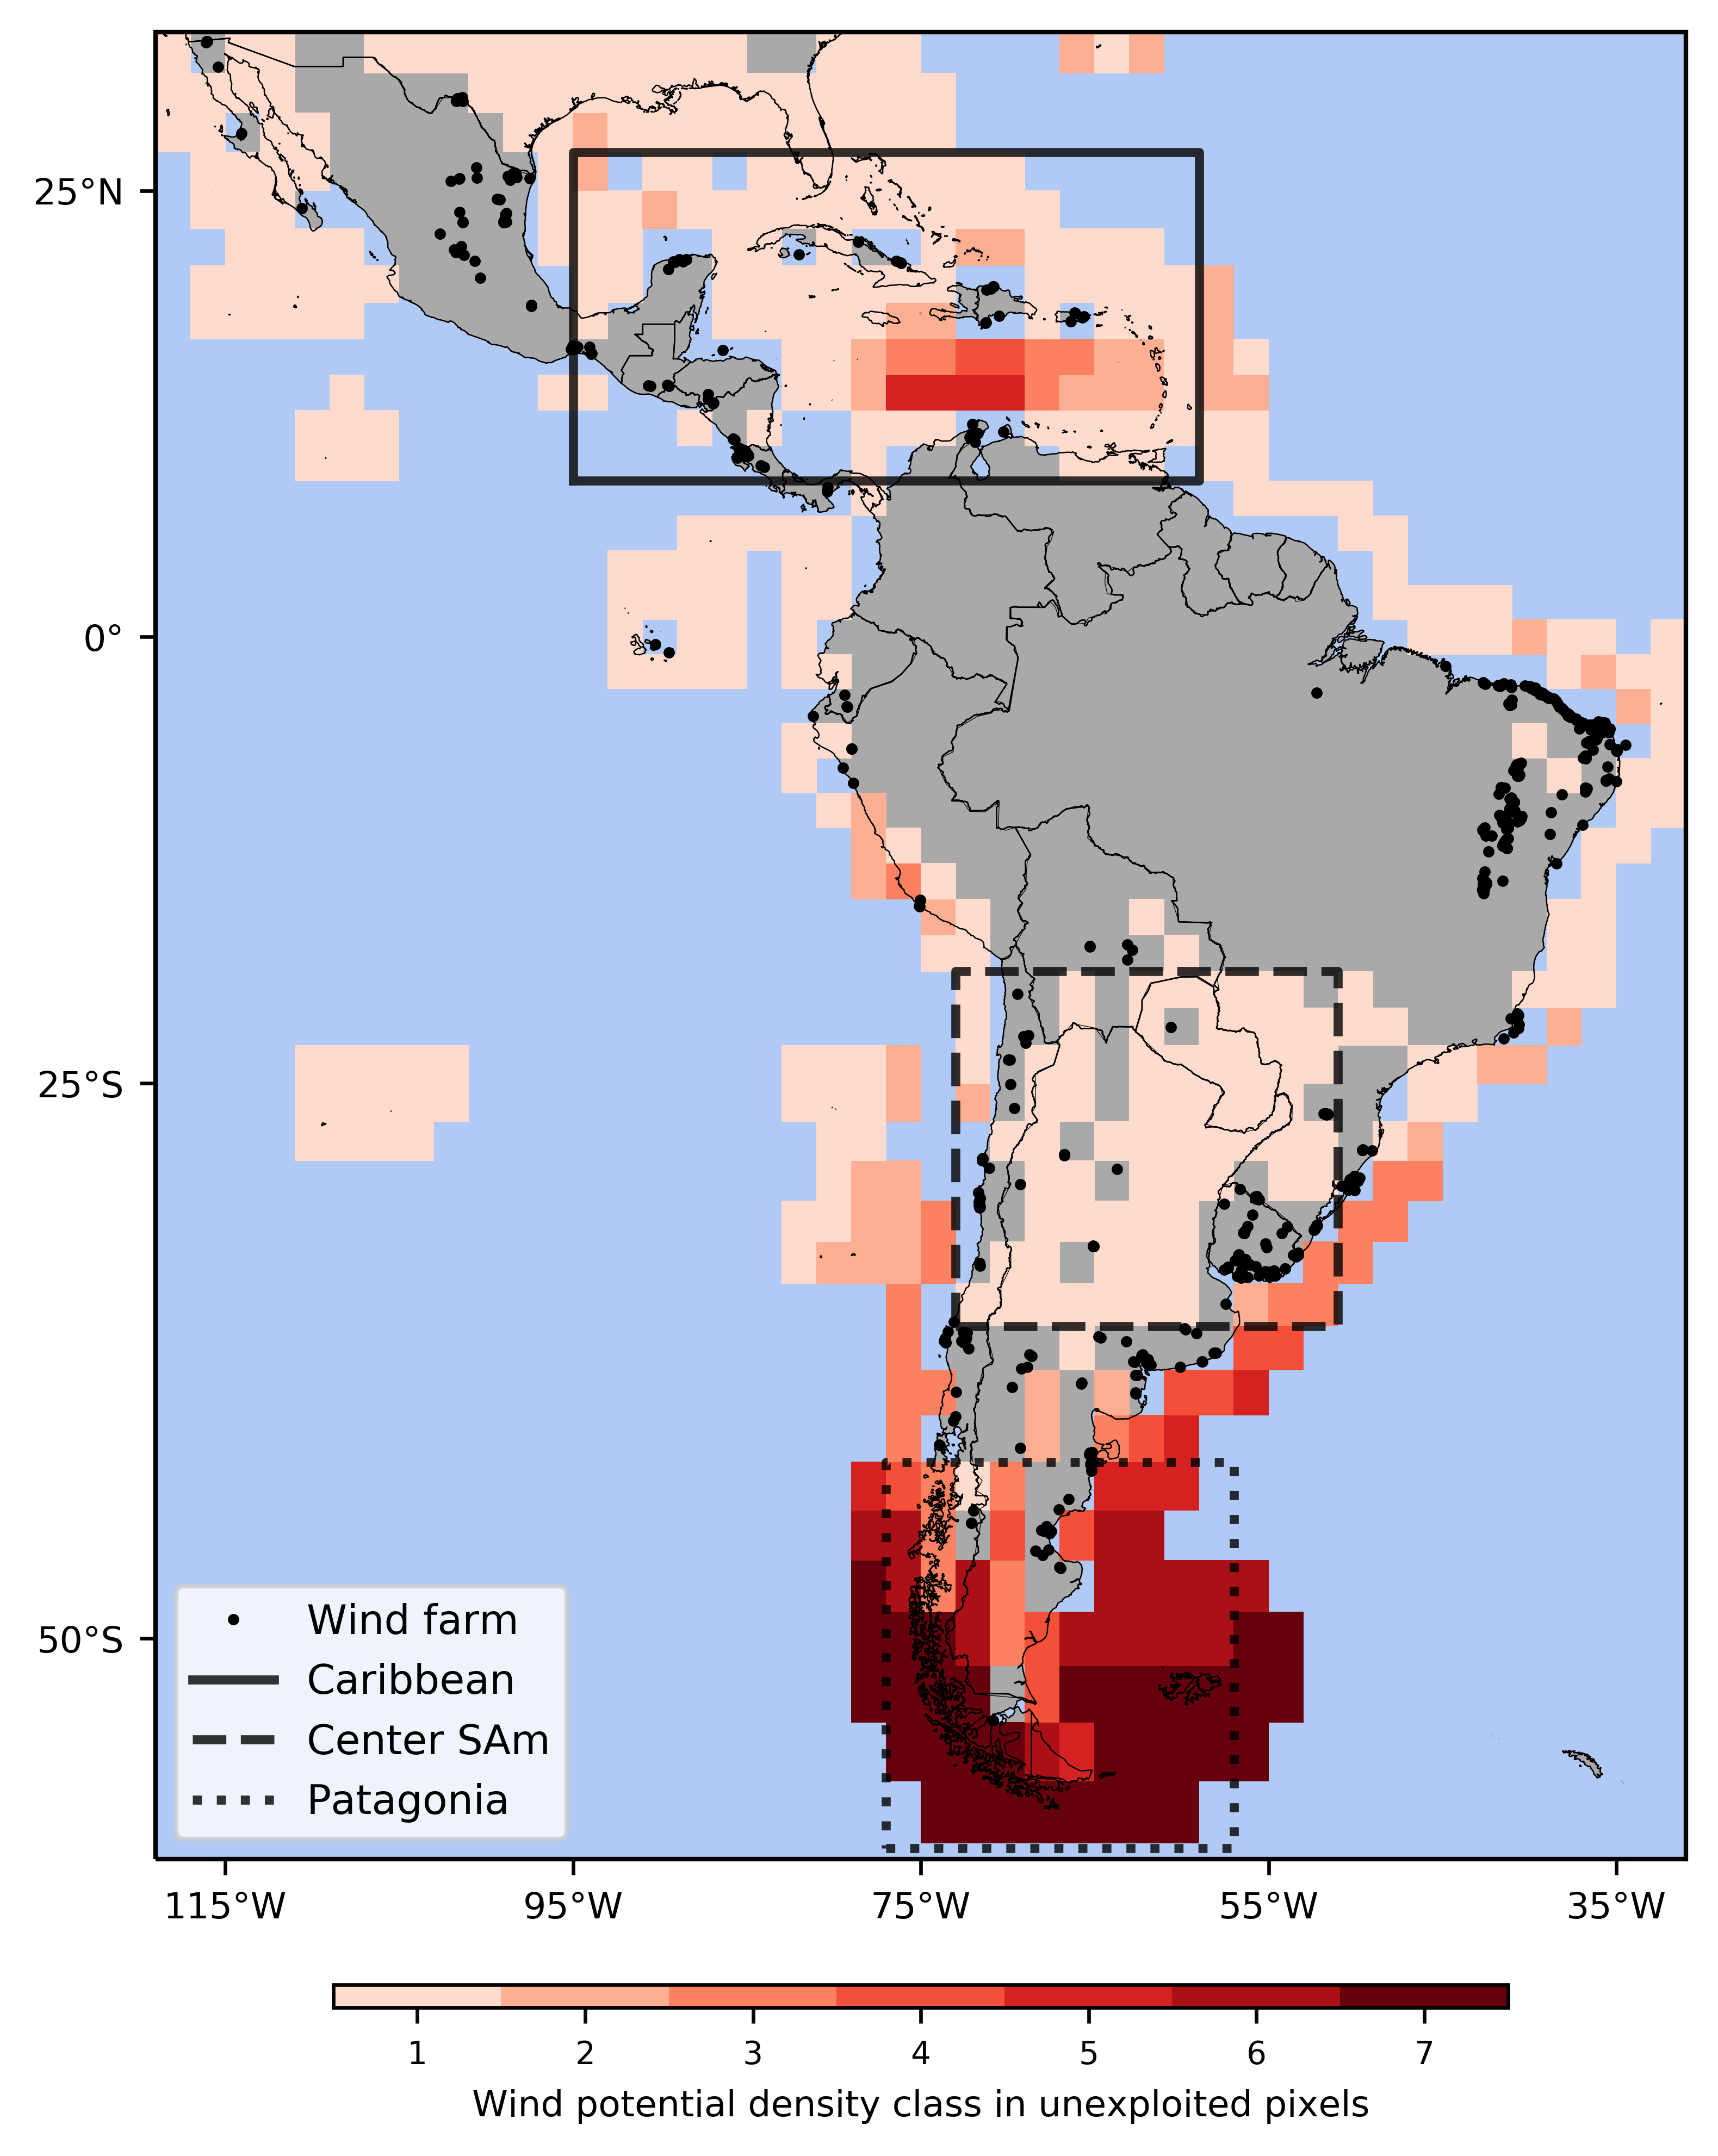 25°N
0°
25°S
50°S
Wind farm
Caribbean
Center SAm
Patagonia
115°W 95°W 75°W 55°W 35°W
1 2 3 4 5 6 7
Wind potential density class in unexploited pixels